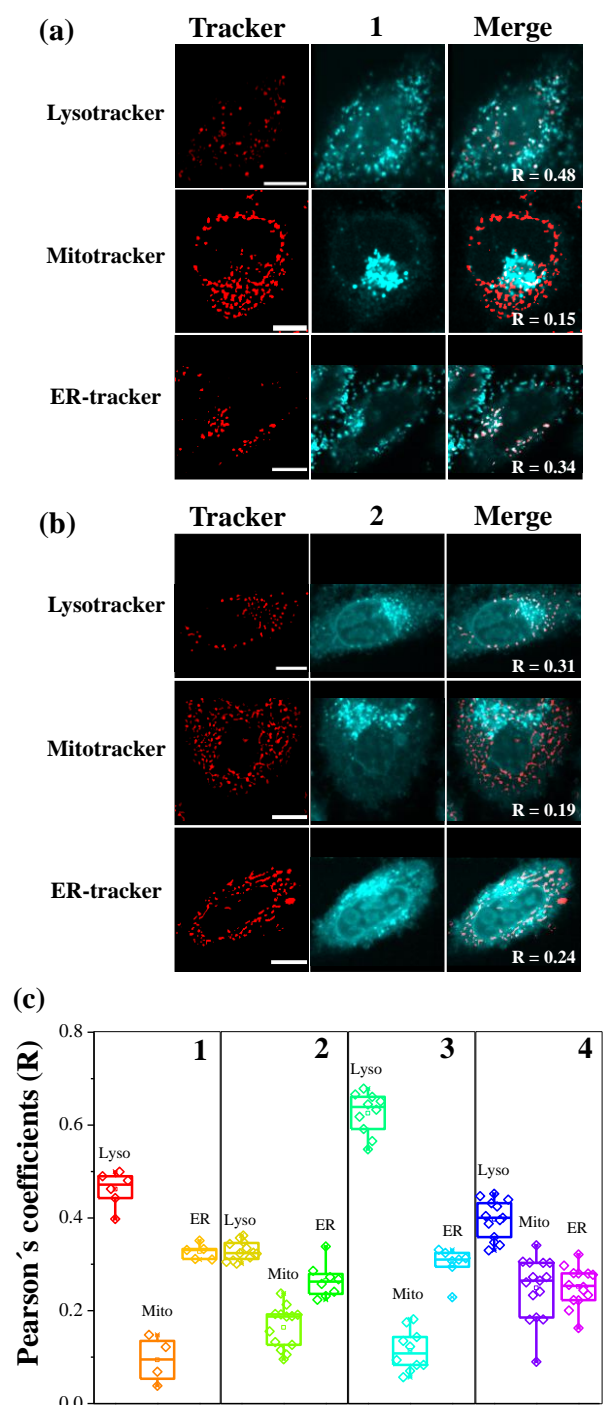 (a)
Tracker 1 Merge
Lysotracker
R = 0.48
Mitotracker
R = 0.15
ER-tracker
R = 0.34
(b)
Tracker 2 Merge
Lysotracker
R = 0.31
Mitotracker
R = 0.19
ER-tracker
R = 0.24
(c)
Pearson´s coefficients (R)
0.8
0.6
0.4
0.2
0.0
1
Lyso
Mito
ER
2
Lyso
Mito
ER
3
Lyso
Mito
ER
4
Lyso
Mito
ER